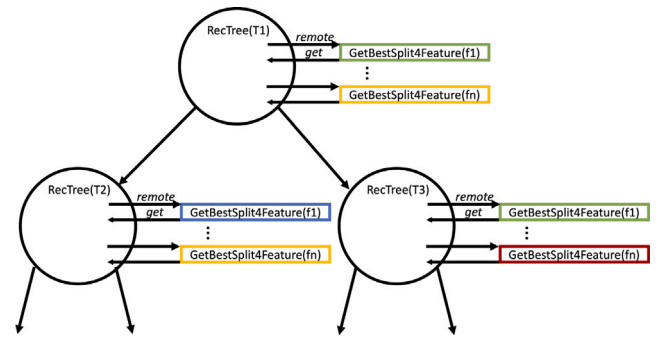 RecTree(T1)
remote
get
GetBestSplit4Feature(f1)
...
GetBestSplit4Feature(fn)
RecTree(T2)
remote
get
GetBestSplit4Feature(f1)
...
GetBestSplit4Feature(fn)
RecTree(T3)
remote
get
GetBestSplit4Feature(f1)
...
GetBestSplit4Feature(fn)